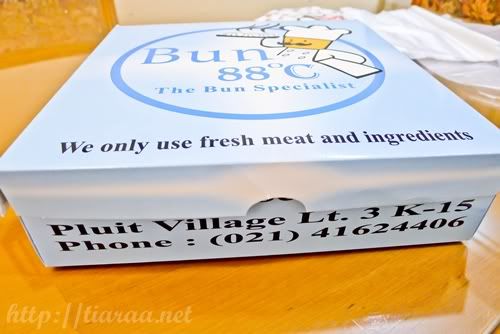 Bun
88°C
The Bun Specialist
We only use fresh meat and ingredients
Pluit Village Lt. 3 K-15
Phone : (021) 41624406
http://tiaraa.net